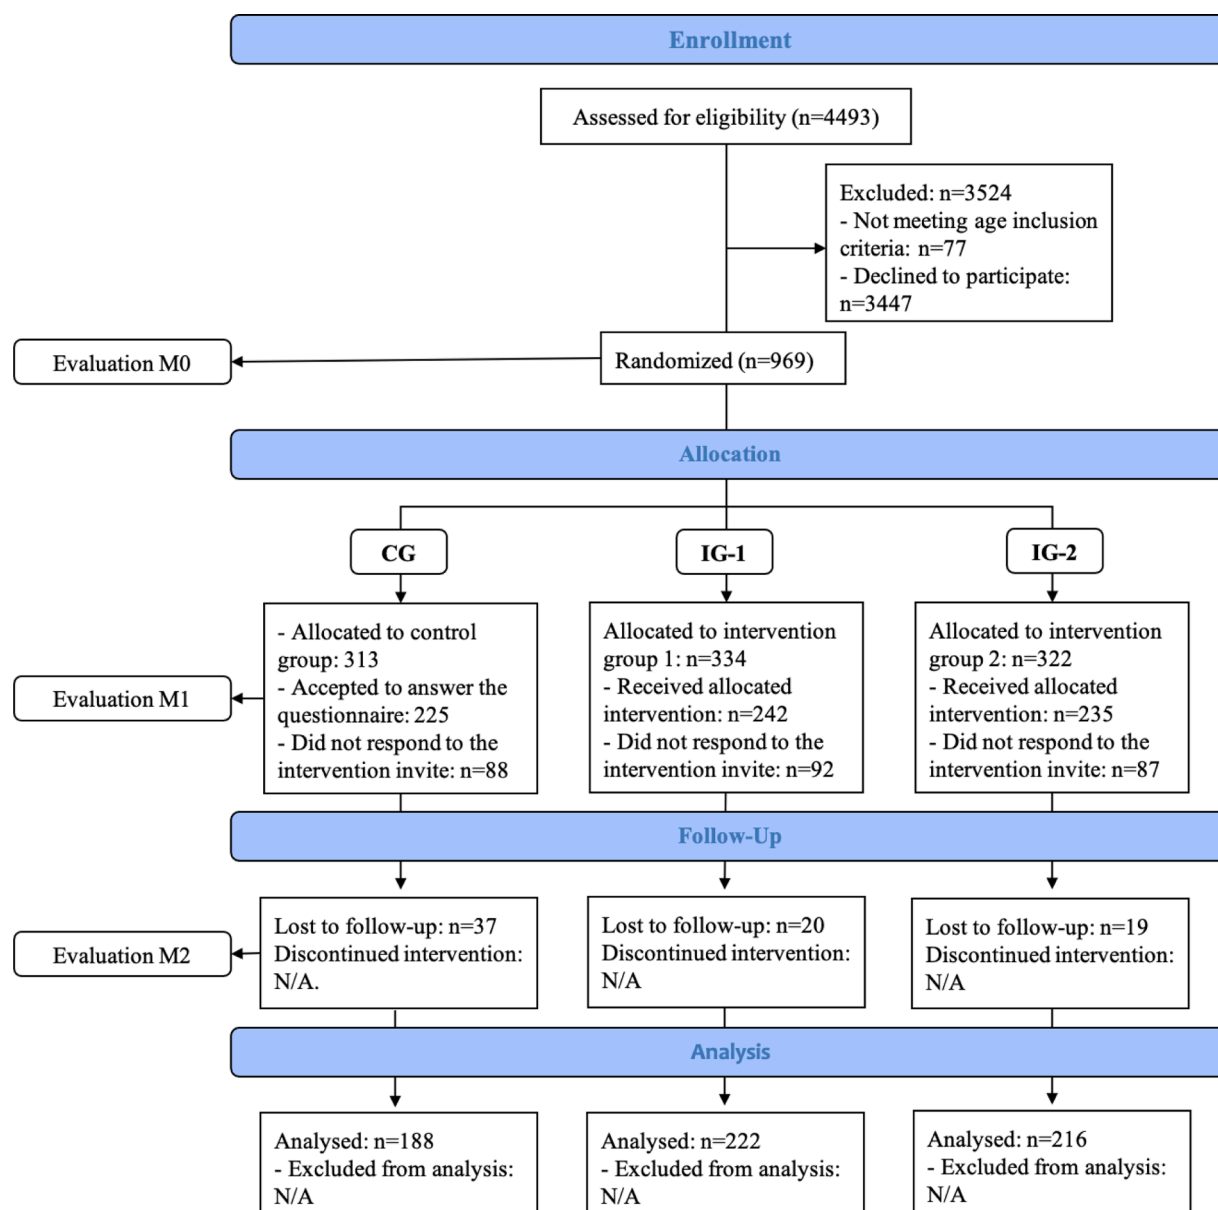 Enrollment
Assessed for eligibility (n=4493)
Excluded: n=3524
- Not meeting age inclusion
criteria: n=77
- Declined to participate:
n=3447
Evaluation M0
Randomized (n=969)
Allocation
CG
IG-1
IG-2
- Allocated to control
group: 313
- Accepted to answer the
questionnaire: 225
- Did not respond to the
intervention invite: n=88
Allocated to intervention
group 1: n=334
- Received allocated
intervention: n=242
- Did not respond to the
intervention invite: n=92
Allocated to intervention
group 2: n=322
- Received allocated
intervention: n=235
- Did not respond to the
intervention invite: n=87
Evaluation M1
Follow-Up
Lost to follow-up: n=37
Discontinued intervention:
N/A.
Lost to follow-up: n=20
Discontinued intervention:
N/A
Lost to follow-up: n=19
Discontinued intervention:
N/A
Evaluation M2
Analysis
Analysed: n=188
- Excluded from analysis:
N/A
Analysed: n=222
- Excluded from analysis:
N/A
Analysed: n=216
- Excluded from analysis:
N/A